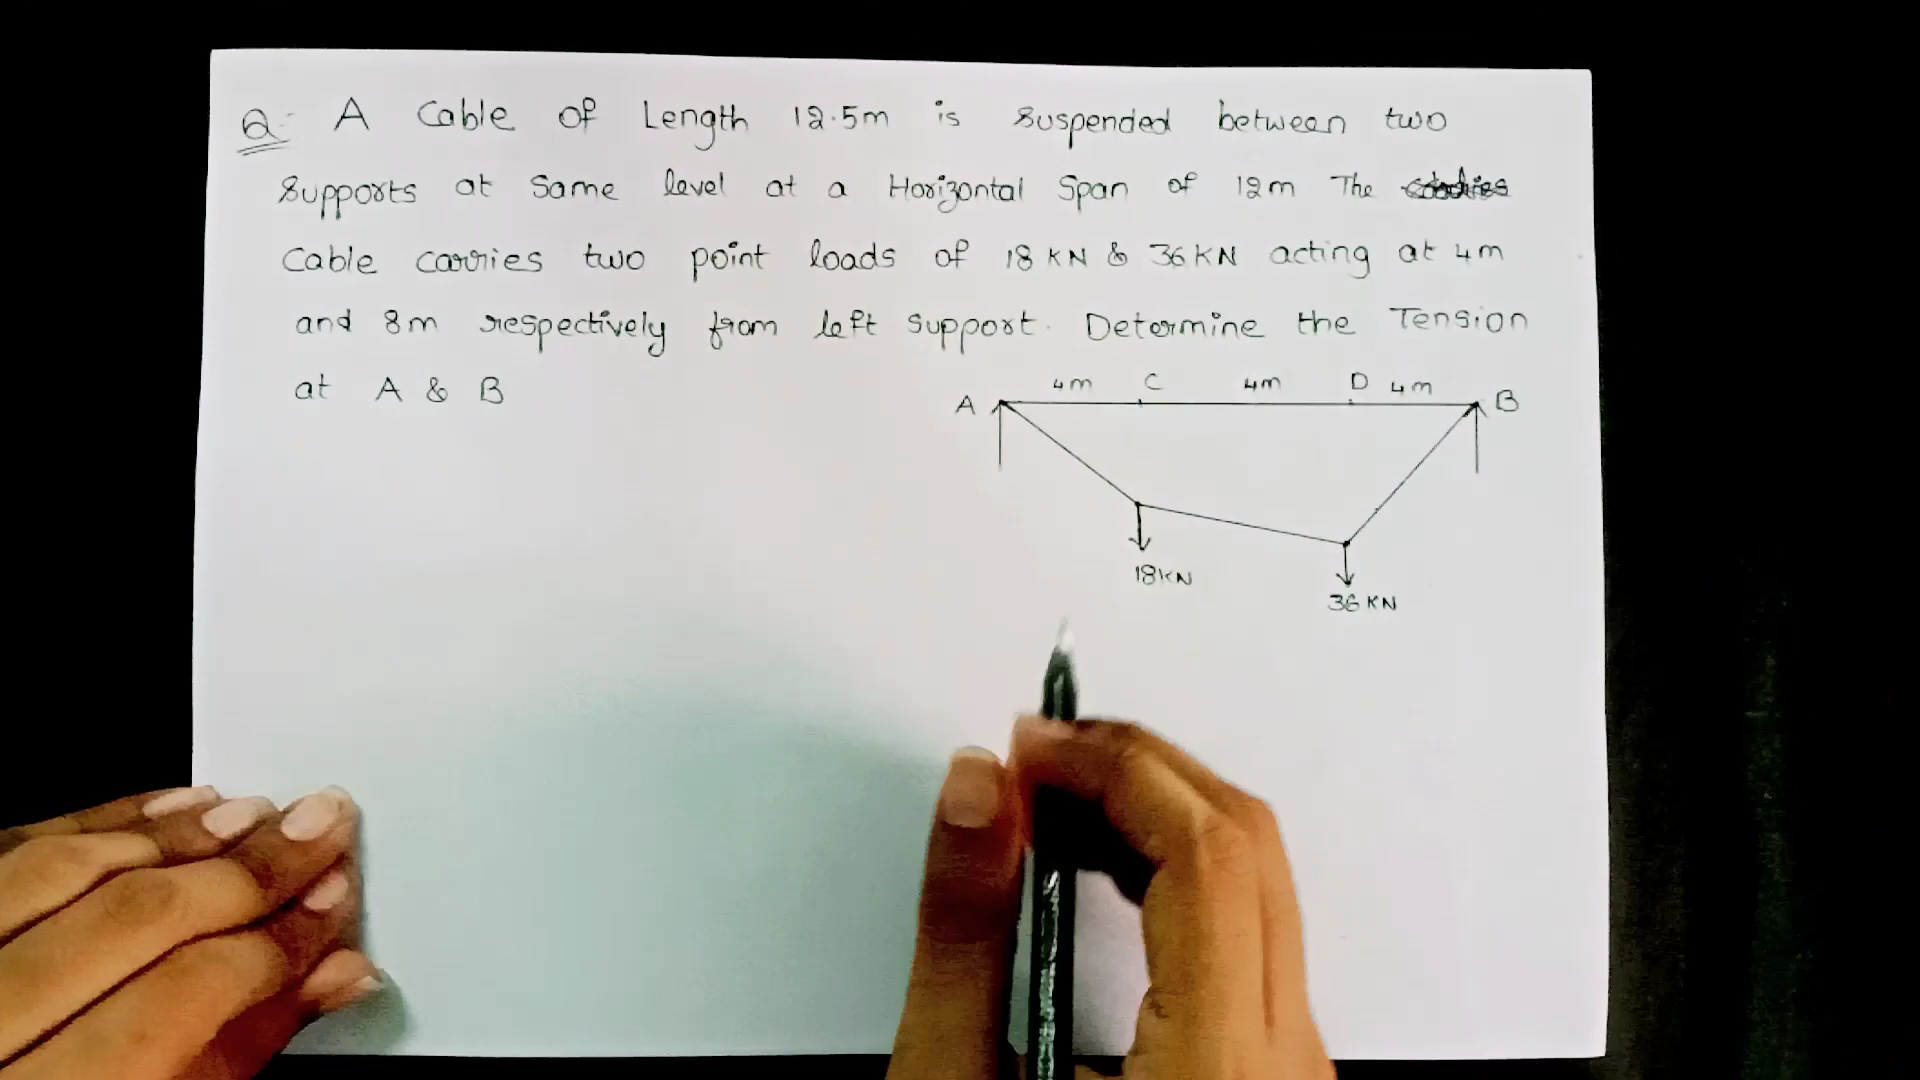 Q:- A Cable of Length 12.5m is suspended between two
supports at same level at a Horizontal Span of 12m The
Cable carries two point loads of 18 KN & 36 KN acting at 4m
and 8m respectively from left support. Determine the Tension
at A & B
4m C 4m D 4m
A B
18KN
36 KN